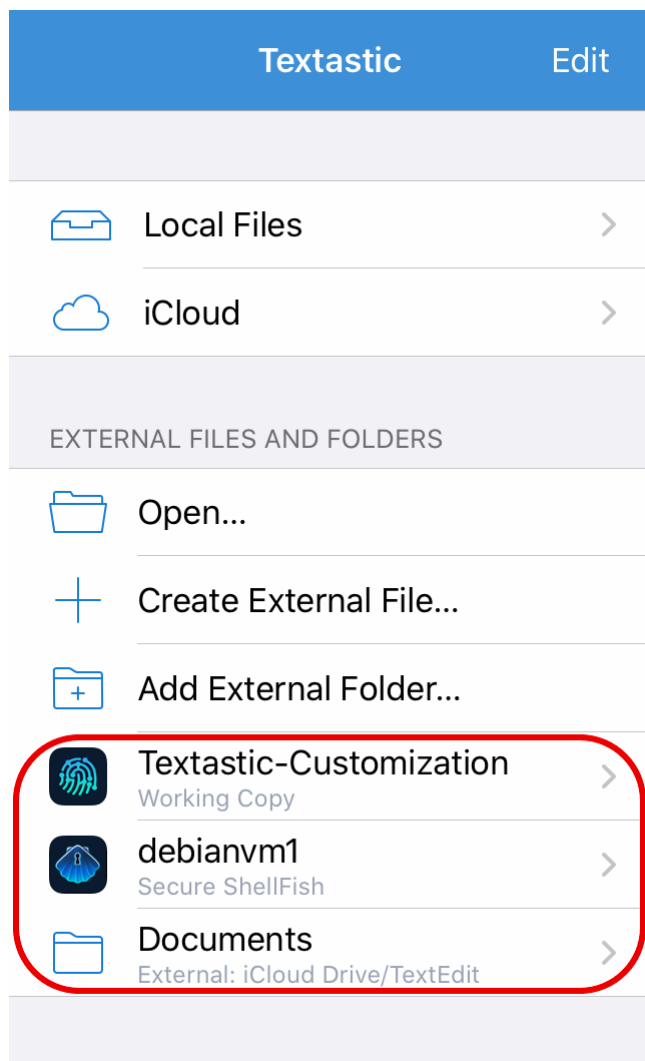 Textastic
Edit
Local Files
iCloud
EXTERNAL FILES AND FOLDERS
Open...
Create External File...
Add External Folder...
Textastic-Customization
Working Copy
debianvm1
Secure ShellFish
Documents
External: iCloud Drive/TextEdit